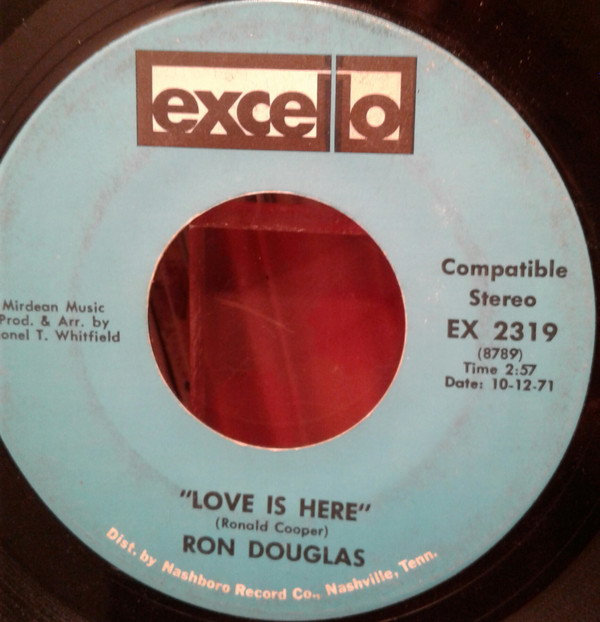 excello
Mirdean Music
Prod. & Arr. by
onel T. Whitfield
Compatible
Stereo
EX 2319
(8789)
Time 2:57
Date: 10-12-71
"LOVE IS HERE"
(Ronald Cooper)
RON DOUGLAS
Dist. by Nashboro Record Co., Nashville, Tenn.